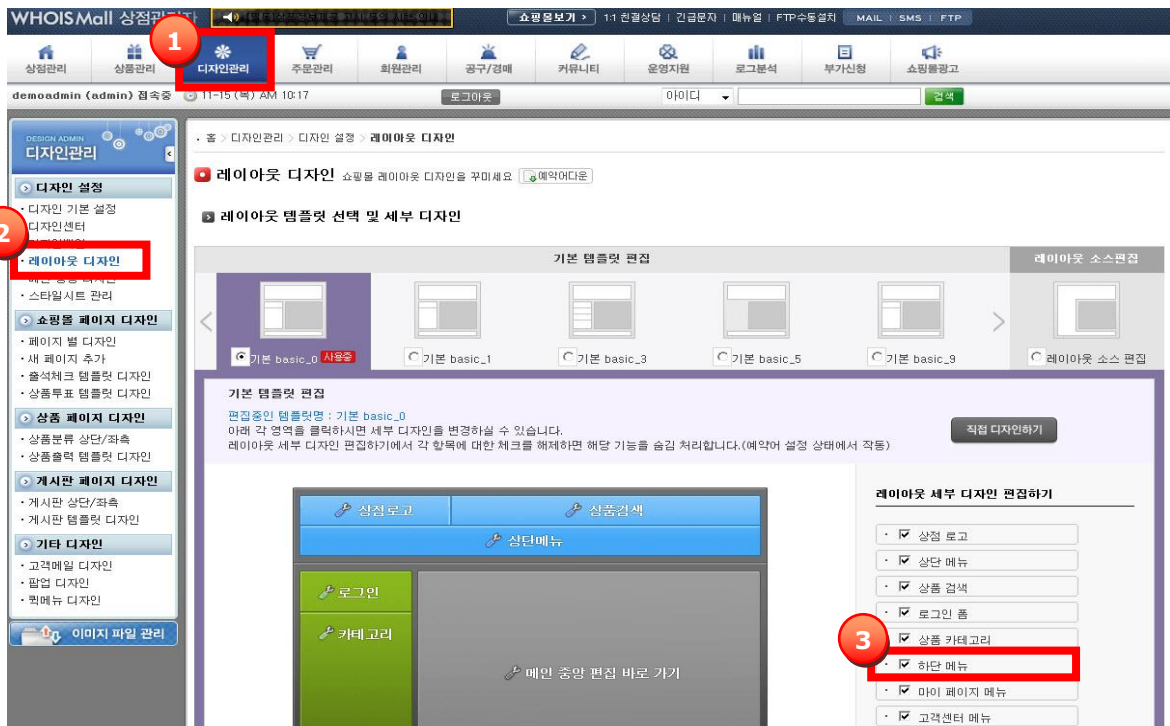 WHOISMall 상점관리자
쇼핑몰보기 > 1:1 친절상담 | 긴급문자 | 매뉴얼 | FTP수동설치 MAIL | SMS | FTP
1
상점관리 상품관리 디자인관리 주문관리 회원관리 공구/경매 커뮤니티 운영지원 로그분석 부가신청 쇼핑몰광고
demoadmin (admin) 접속중 11-15 (목) AM 10:17 로그아웃 아이디 검색
DESIGN ADMIN
디자인관리
· 홈 > 디자인관리 > 디자인 설정 > 레이아웃 디자인
레이아웃 디자인 쇼핑몰 레이아웃 디자인을 꾸미세요 예약어다운
디자인 설정
· 디자인 기본 설정
디자인센터
2
· 레이아웃 디자인
· 스타일시트 관리
쇼핑몰 페이지 디자인
· 페이지 별 디자인
· 새 페이지 추가
· 출석체크 템플릿 디자인
· 상품투표 템플릿 디자인
상품 페이지 디자인
· 상품분류 상단/좌측
· 상품출력 템플릿 디자인
게시판 페이지 디자인
· 게시판 상단/좌측
· 게시판 템플릿 디자인
기타 디자인
· 고객메일 디자인
· 팝업 디자인
· 퀵메뉴 디자인
이미지 파일 관리
레이아웃 템플릿 선택 및 세부 디자인
기본 템플릿 편집 레이아웃 소스편집
기본 basic_0 사용중 기본 basic_1 기본 basic_3 기본 basic_5 기본 basic_9 레이아웃 소스 편집
기본 템플릿 편집
편집중인 템플릿명 : 기본 basic_0
아래 각 영역을 클릭하시면 세부 디자인을 변경하실 수 있습니다.
레이아웃 세부 디자인 편집하기에서 각 항목에 대한 체크를 해제하면 해당 기능을 숨김 처리합니다.(예약어 설정 상태에서 작동)
직접 디자인하기
상점로고 상품검색
상단메뉴
로그인
카테고리
메인 중앙 편집 바로 가기
레이아웃 세부 디자인 편집하기
· 상점 로고
· 상단 메뉴
· 상품 검색
· 로그인 폼
· 상품 카테고리
3
· 하단 메뉴
· 마이 페이지 메뉴
· 고객센터 메뉴